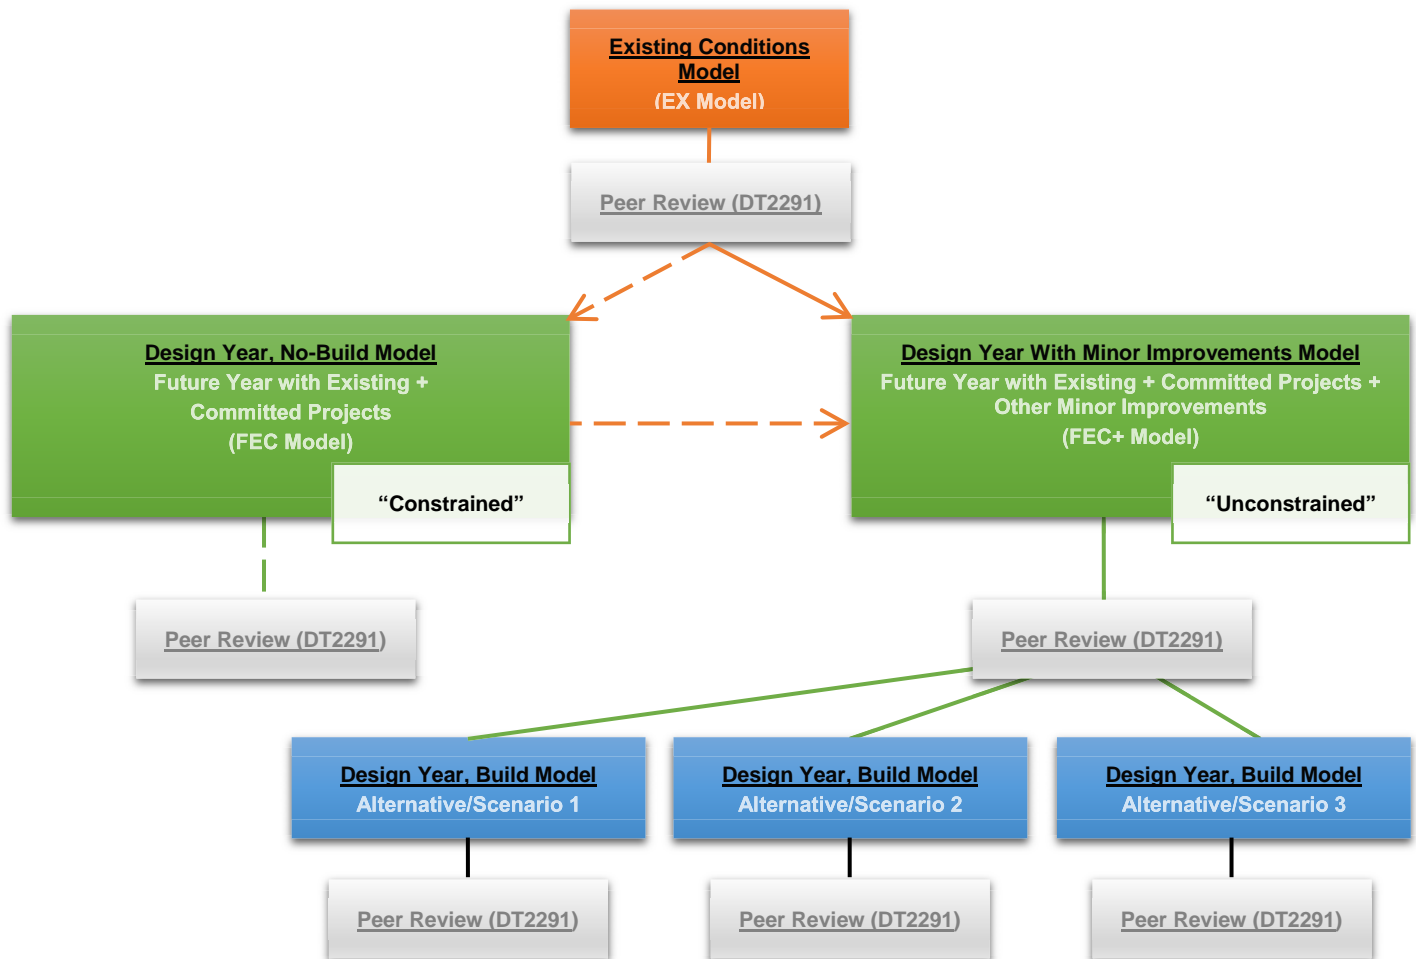 Existing Conditions
Model
(EX Model)
Peer Review (DT2291)
Design Year, No-Build Model
Future Year with Existing +
Committed Projects
(FEC Model)
“Constrained”
Design Year With Minor Improvements Model
Future Year with Existing + Committed Projects +
Other Minor Improvements
(FEC+ Model)
“Unconstrained”
Peer Review (DT2291)
Peer Review (DT2291)
Design Year, Build Model
Alternative/Scenario 1
Design Year, Build Model
Alternative/Scenario 2
Design Year, Build Model
Alternative/Scenario 3
Peer Review (DT2291)
Peer Review (DT2291)
Peer Review (DT2291)